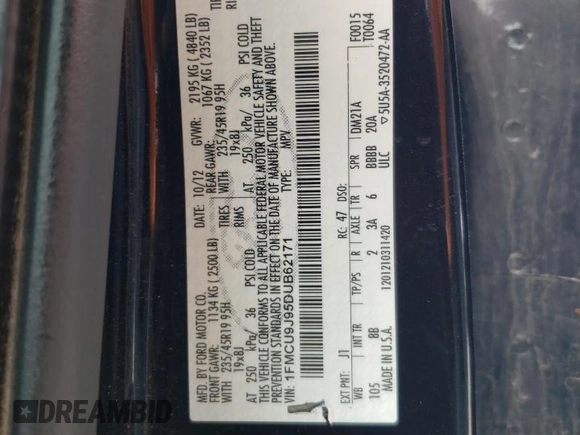 MFD. BY FORD MOTOR CO.
DATE: 10/12 GVWR: 2195 KG ( 4840 LB)
FRONT GAWR: 1134 KG ( 2500 LB) REAR GAWR: 1067 KG ( 2352 LB)
WITH 235/45R19 95H TIRES WITH 235/45R19 95H
19x8J RIMS 19x8J
AT 250 kPa/ 36 PSI COLD AT 250 kPa/ 36 PSI COLD
THIS VEHICLE CONFORMS TO ALL APPLICABLE FEDERAL MOTOR VEHICLE SAFETY AND THEFT
PREVENTION STANDARDS IN EFFECT ON THE DATE OF MANUFACTURE SHOWN ABOVE.
VIN: 1FMCU9J95DUB62171 TYPE: MPV
F0015
T0064
EXT PNT: J1 RC: 47 DSO:
WB INT TR TP/PS R AXLE TR SPR DM21A
105 8B 2 3A 6 BBBB 20A
1201210311420 ULC
MADE IN U.S.A. ▽5U5A-3520472-AA
DREAMBID